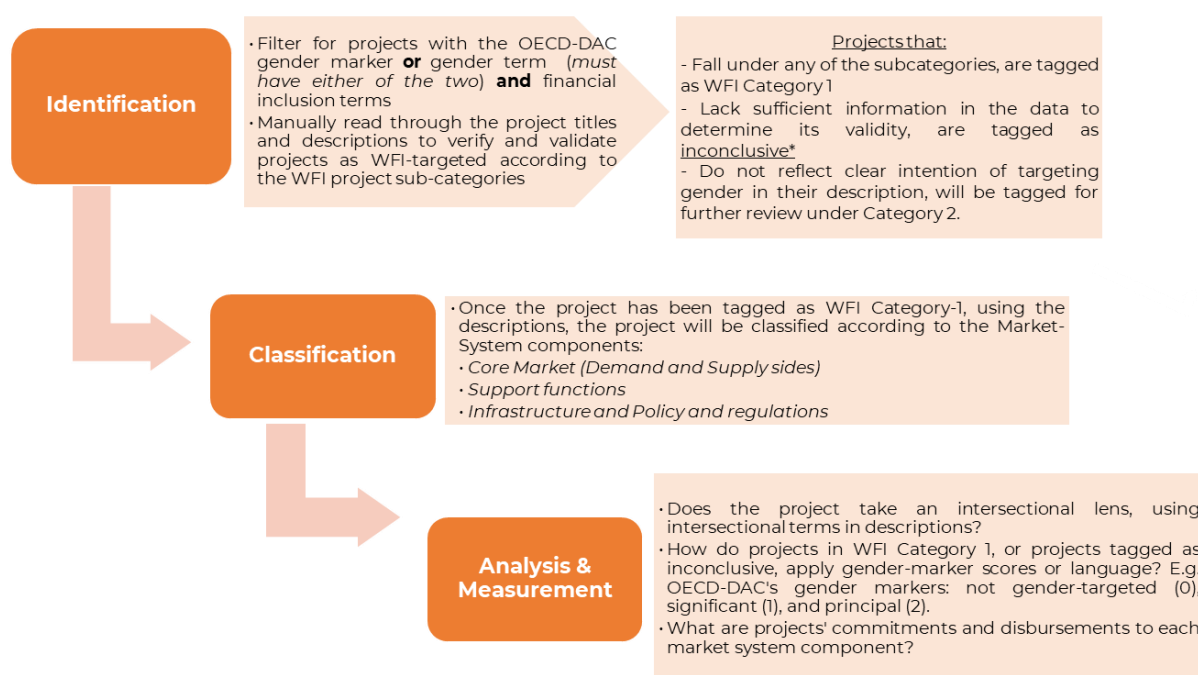 Identification
• Filter for projects with the OECD-DAC
gender marker or gender term (must
have either of the two) and financial
inclusion terms
• Manually read through the project titles
and descriptions to verify and validate
projects as WFI-targeted according to
the WFI project sub-categories
Projects that:
- Fall under any of the subcategories, are tagged
as WFI Category 1
- Lack sufficient information in the data to
determine its validity, are tagged as
inconclusive*
- Do not reflect clear intention of targeting
gender in their description, will be tagged for
further review under Category 2.
Classification
• Once the project has been tagged as WFI Category-1, using the
descriptions, the project will be classified according to the Market-
System components:
• Core Market (Demand and Supply sides)
• Support functions
• Infrastructure and Policy and regulations
Analysis &
Measurement
• Does the project take an intersectional lens, using
intersectional terms in descriptions?
• How do projects in WFI Category 1, or projects tagged as
inconclusive, apply gender-marker scores or language? E.g.
OECD-DAC's gender markers: not gender-targeted (0),
significant (1), and principal (2).
• What are projects' commitments and disbursements to each
market system component?